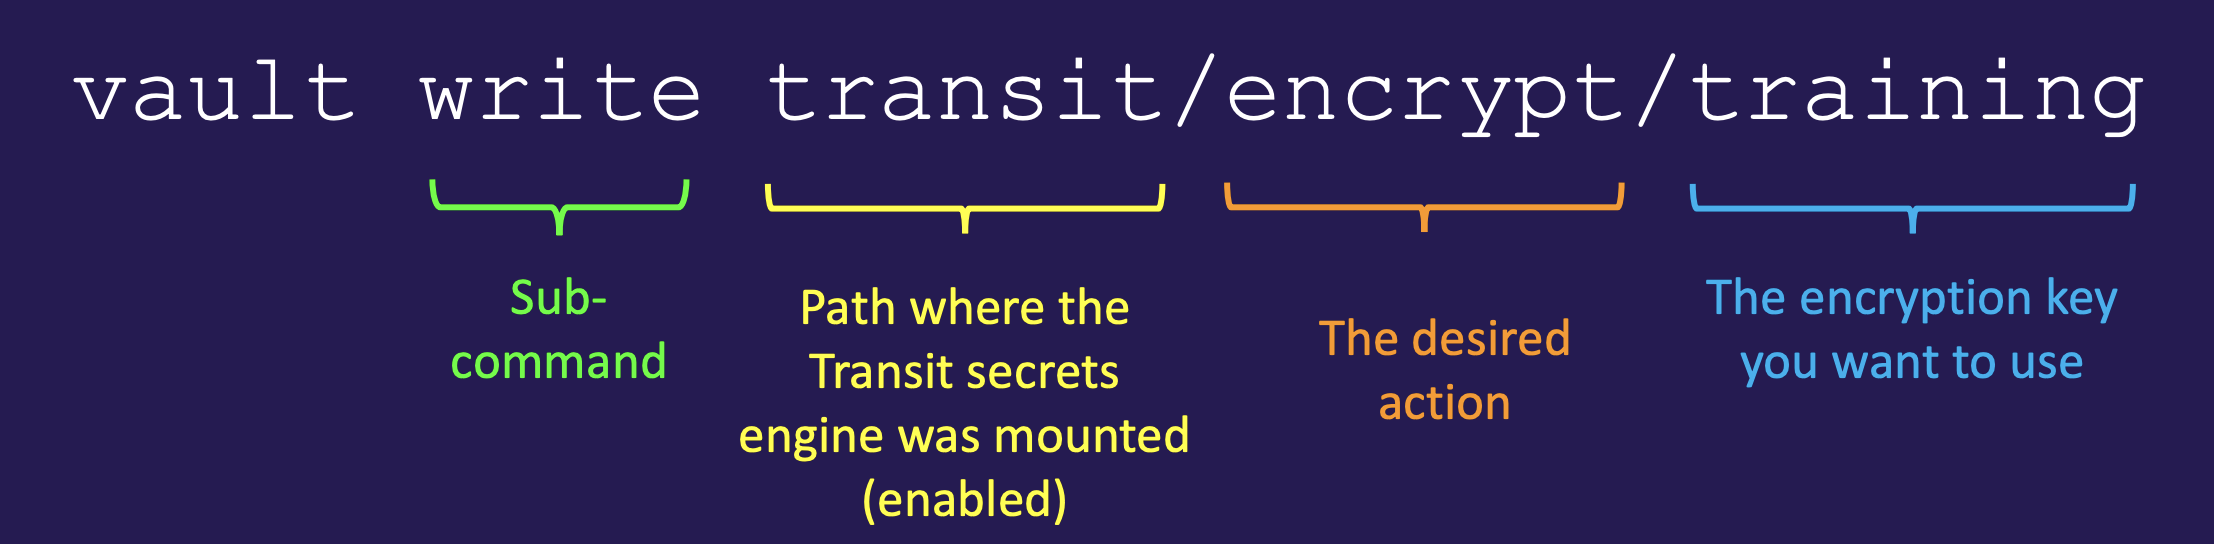 vault write transit/encrypt/training
Sub-
command
Path where the
Transit secrets
engine was mounted
(enabled)
The desired
action
The encryption key
you want to use